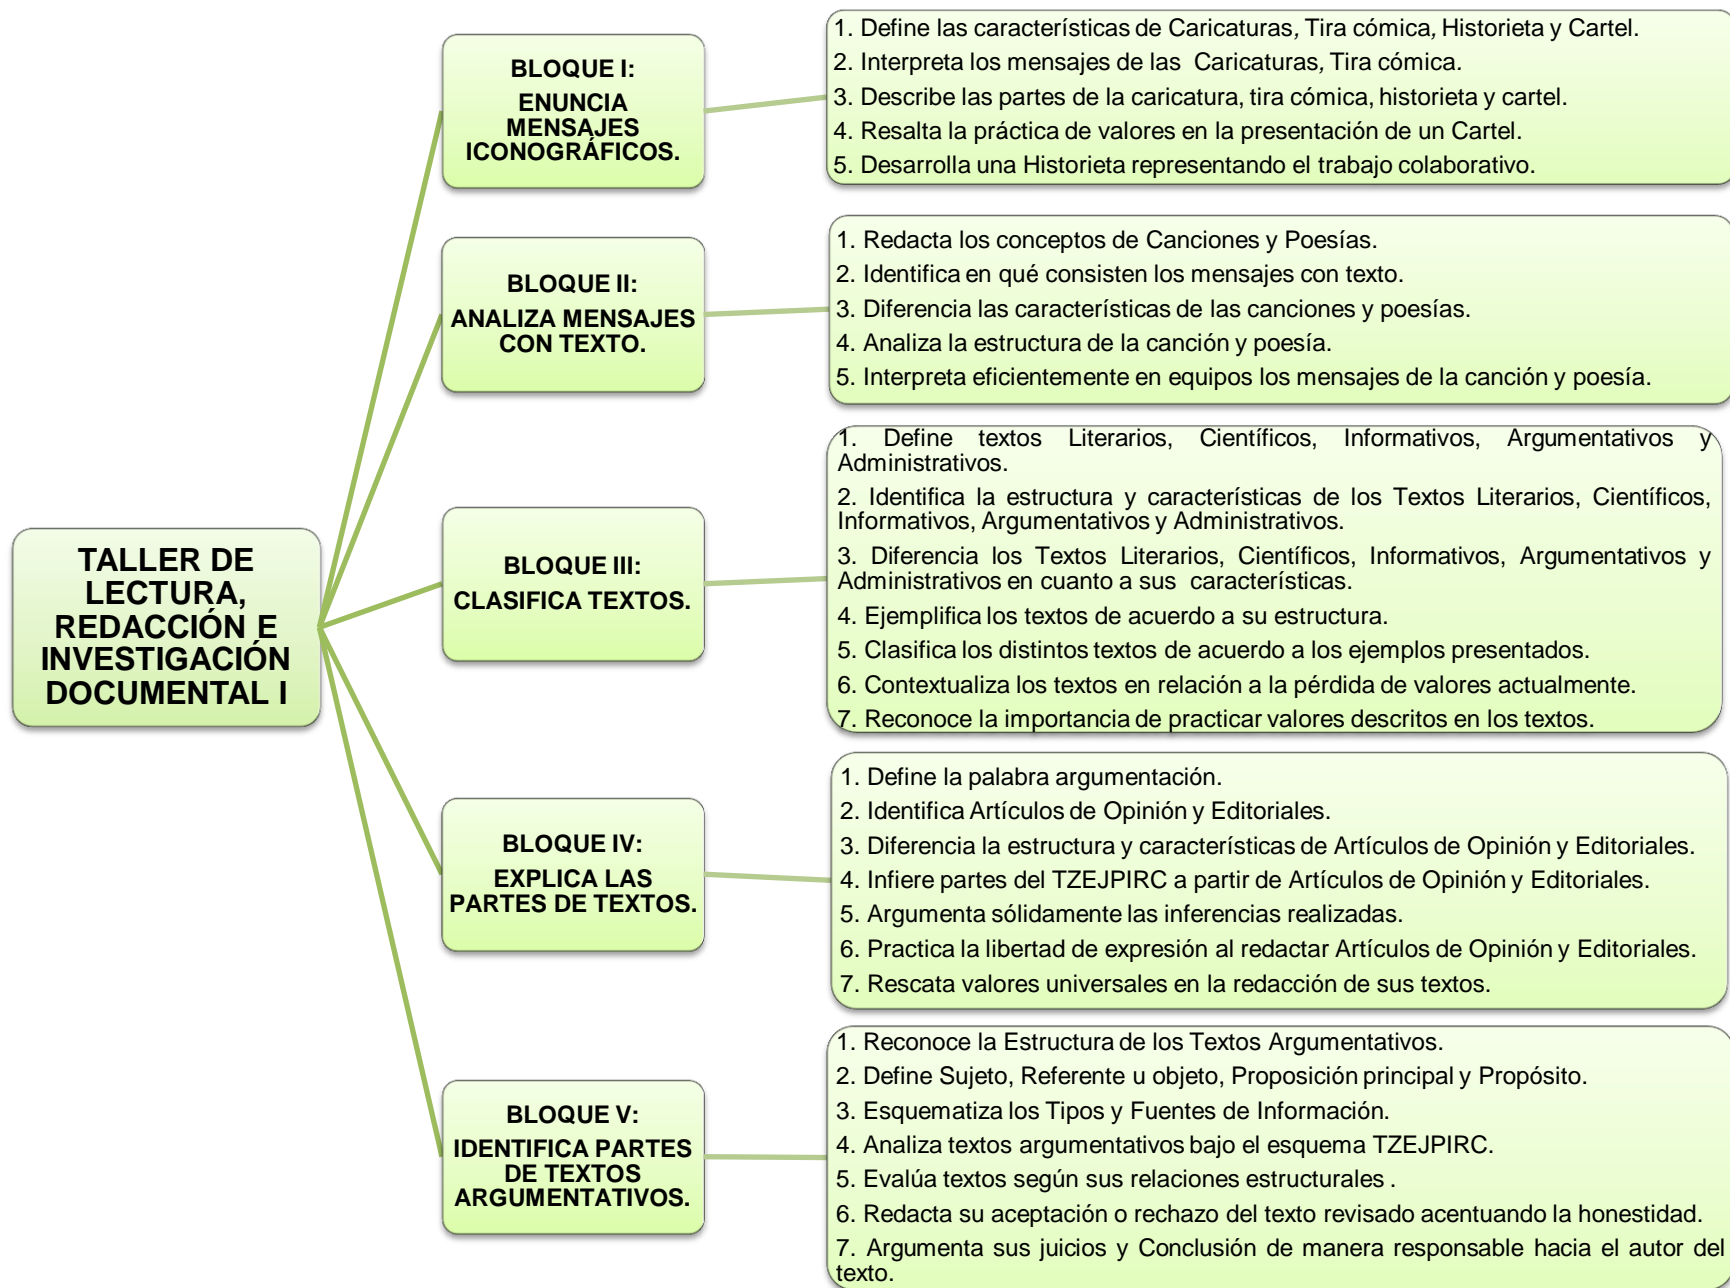 TALLER DE
LECTURA,
REDACCIÓN E
INVESTIGACIÓN
DOCUMENTAL I
BLOQUE I:
ENUNCIA
MENSAJES
ICONOGRÁFICOS.
1. Define las características de Caricaturas, Tira cómica, Historieta y Cartel.
2. Interpreta los mensajes de las Caricaturas, Tira cómica.
3. Describe las partes de la caricatura, tira cómica, historieta y cartel.
4. Resalta la práctica de valores en la presentación de un Cartel.
5. Desarrolla una Historieta representando el trabajo colaborativo.
BLOQUE II:
ANALIZA MENSAJES
CON TEXTO.
1. Redacta los conceptos de Canciones y Poesías.
2. Identifica en qué consisten los mensajes con texto.
3. Diferencia las características de las canciones y poesías.
4. Analiza la estructura de la canción y poesía.
5. Interpreta eficientemente en equipos los mensajes de la canción y poesía.
BLOQUE III:
CLASIFICA TEXTOS.
1. Define textos Literarios, Científicos, Informativos, Argumentativos y
Administrativos.
2. Identifica la estructura y características de los Textos Literarios, Científicos,
Informativos, Argumentativos y Administrativos.
3. Diferencia los Textos Literarios, Científicos, Informativos, Argumentativos y
Administrativos en cuanto a sus características.
4. Ejemplifica los textos de acuerdo a su estructura.
5. Clasifica los distintos textos de acuerdo a los ejemplos presentados.
6. Contextualiza los textos en relación a la pérdida de valores actualmente.
7. Reconoce la importancia de practicar valores descritos en los textos.
BLOQUE IV:
EXPLICA LAS
PARTES DE TEXTOS.
1. Define la palabra argumentación.
2. Identifica Artículos de Opinión y Editoriales.
3. Diferencia la estructura y características de Artículos de Opinión y Editoriales.
4. Infiere partes del TZEJPIRC a partir de Artículos de Opinión y Editoriales.
5. Argumenta sólidamente las inferencias realizadas.
6. Practica la libertad de expresión al redactar Artículos de Opinión y Editoriales.
7. Rescata valores universales en la redacción de sus textos.
BLOQUE V:
IDENTIFICA PARTES
DE TEXTOS
ARGUMENTATIVOS.
1. Reconoce la Estructura de los Textos Argumentativos.
2. Define Sujeto, Referente u objeto, Proposición principal y Propósito.
3. Esquematiza los Tipos y Fuentes de Información.
4. Analiza textos argumentativos bajo el esquema TZEJPIRC.
5. Evalúa textos según sus relaciones estructurales .
6. Redacta su aceptación o rechazo del texto revisado acentuando la honestidad.
7. Argumenta sus juicios y Conclusión de manera responsable hacia el autor del
texto.